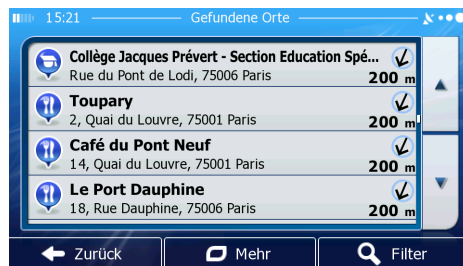 15:21
Gefundene Orte
Collège Jacques Prévert - Section Education Spé...
Rue du Pont de Lodi, 75006 Paris
200 m
Toupary
2, Quai du Louvre, 75001 Paris
200 m
Café du Pont Neuf
14, Quai du Louvre, 75001 Paris
200 m
Le Port Dauphine
18, Rue Dauphine, 75006 Paris
200 m
Zurück
Mehr
Filter